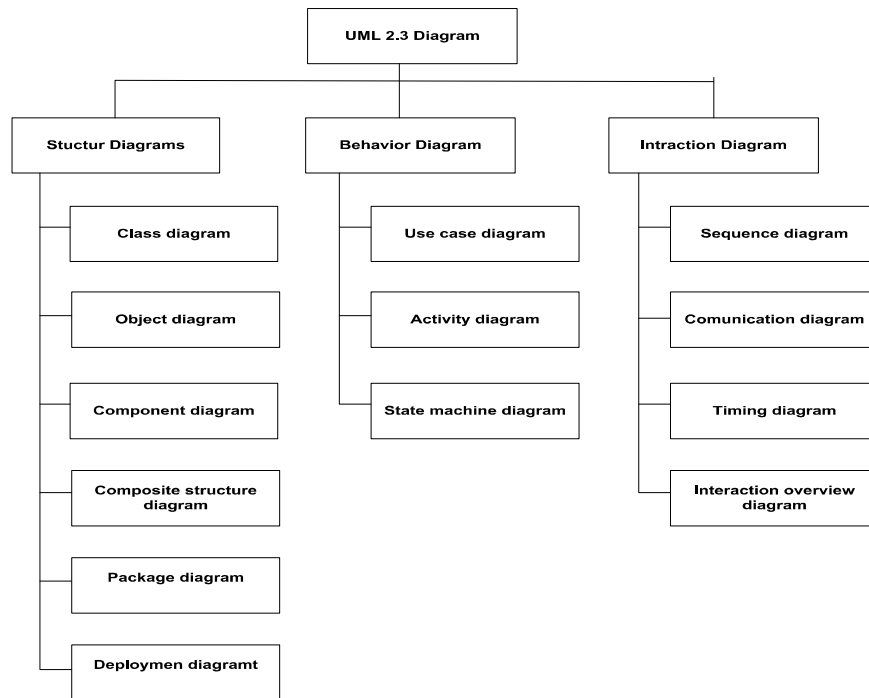 UML 2.3 Diagram
Stuctur Diagrams
Behavior Diagram
Intraction Diagram
Class diagram
Use case diagram
Sequence diagram
Object diagram
Activity diagram
Comunication diagram
Component diagram
State machine diagram
Timing diagram
Composite structure
diagram
Interaction overview
diagram
Package diagram
Deploymen diagramt